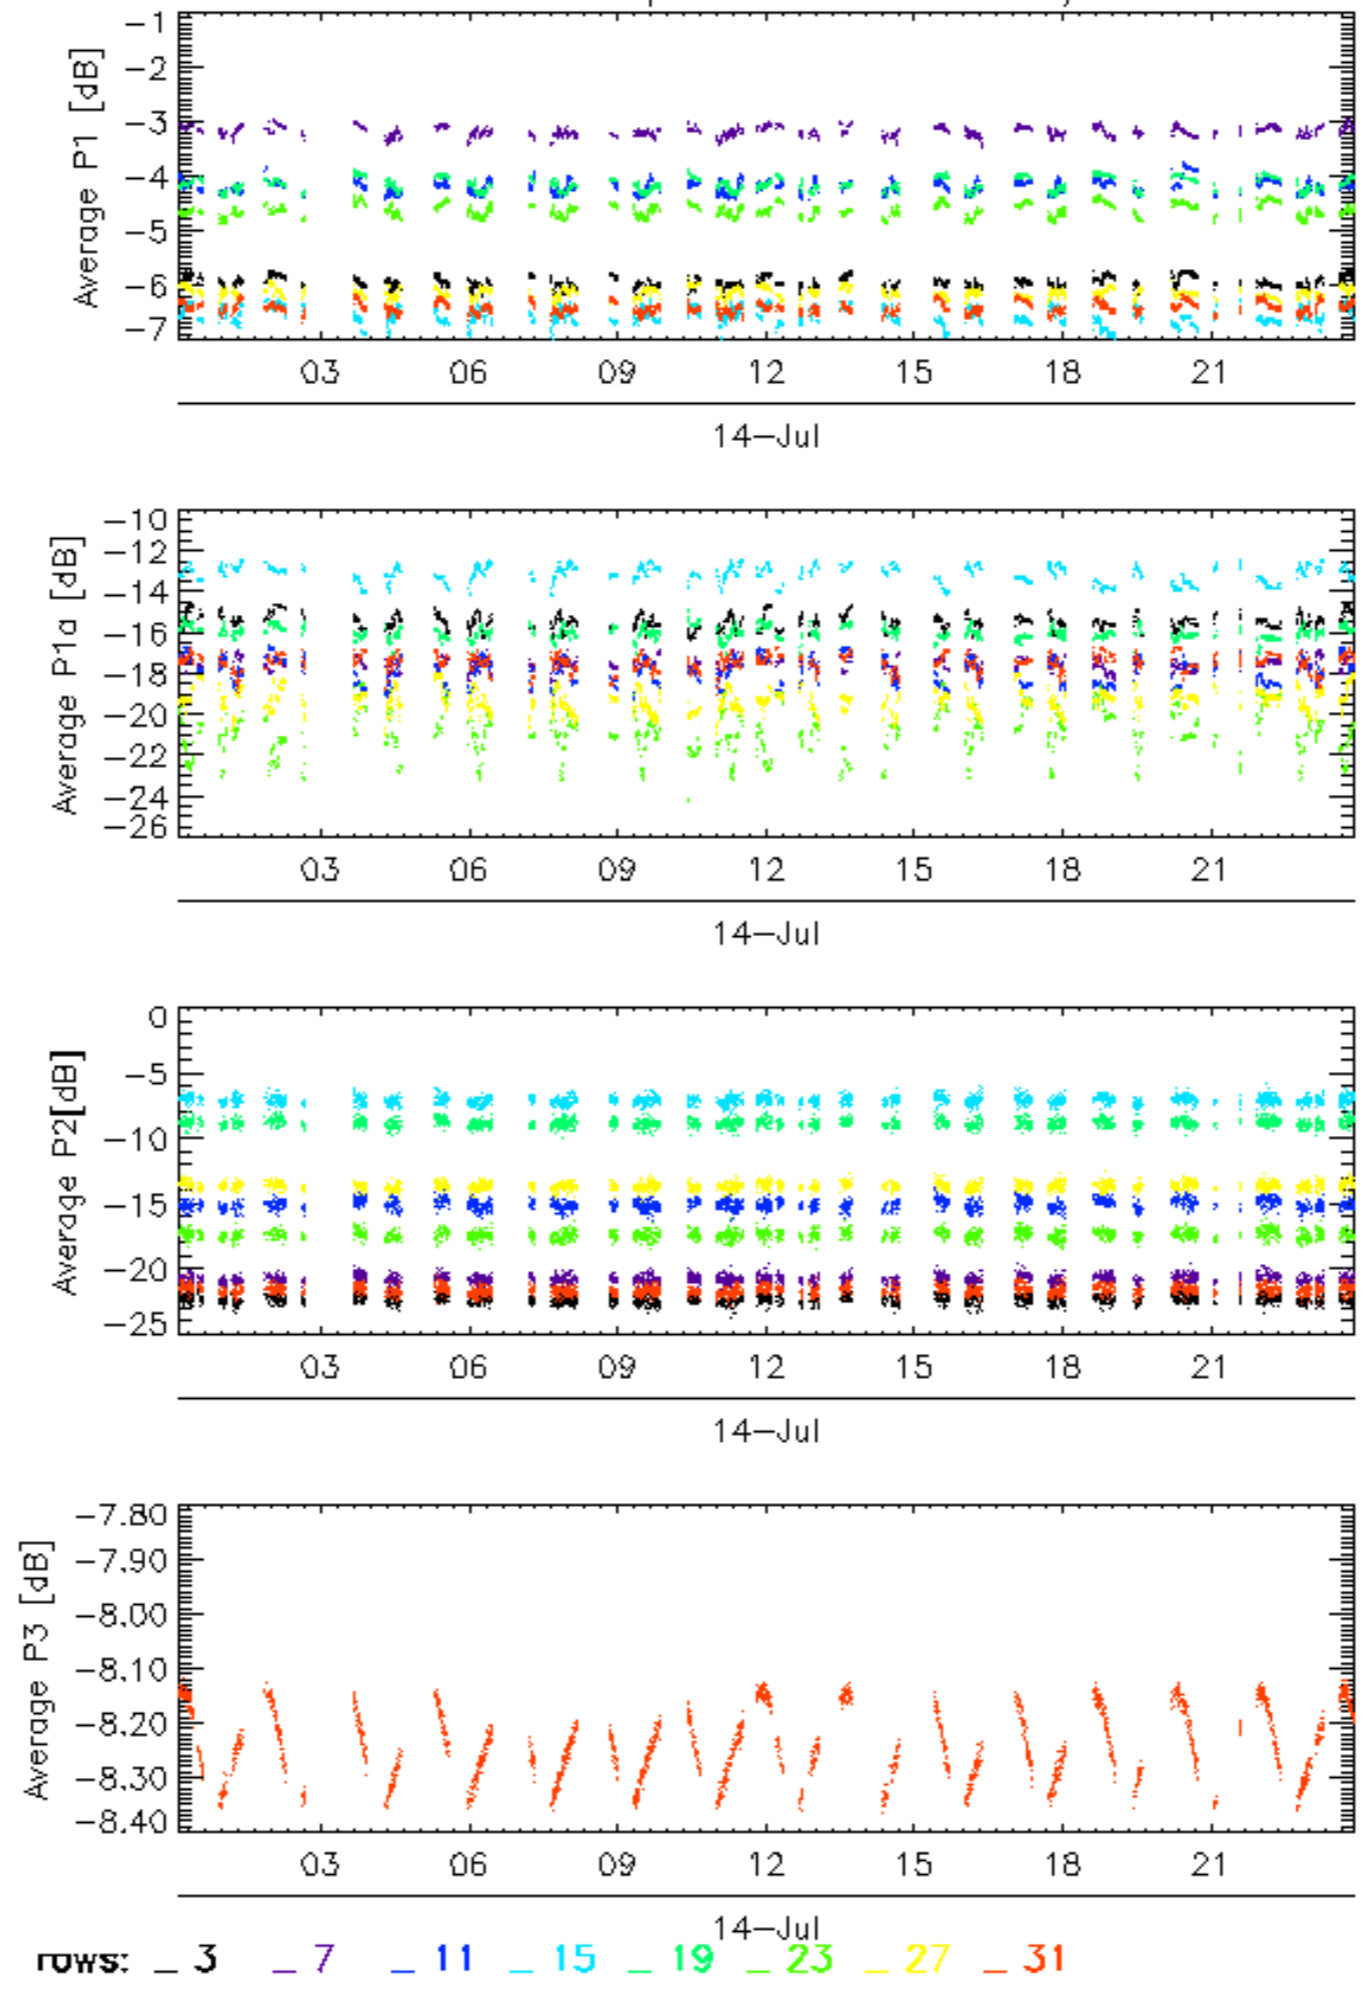 Average P1 [dB]
-1
-2
-3
-4
-5
-6
-7
03 06 09 12 15 18 21
14-Jul
Average P1a [dB]
-10
-12
-14
-16
-18
-20
-22
-24
-26
03 06 09 12 15 18 21
14-Jul
Average P2[dB]
0
-5
-10
-15
-20
-25
03 06 09 12 15 18 21
14-Jul
Average P3 [dB]
-7.80
-7.90
-8.00
-8.10
-8.20
-8.30
-8.40
03 06 09 12 15 18 21
14-Jul
rows: _ 3 _ 7 _ 11 _ 15 _ 19 _ 23 _ 27 _ 31